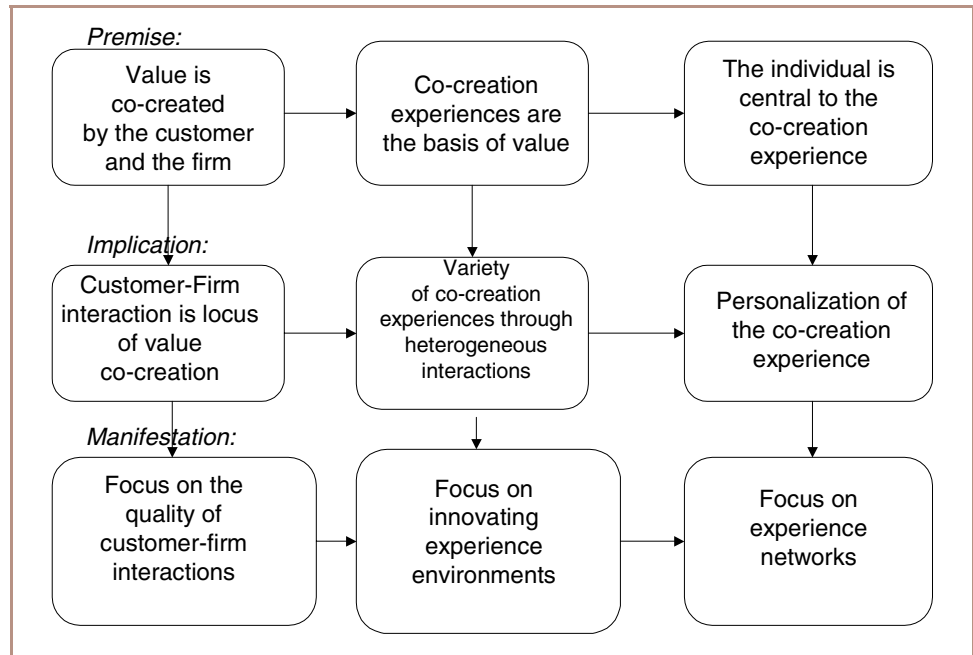 Premise:
Value is
co-created
by the customer
and the firm
Co-creation
experiences are
the basis of value
The individual is
central to the
co-creation
experience
Implication:
Customer-Firm
interaction is locus
of value
co-creation
Variety
of co-creation
experiences through
heterogeneous
interactions
Personalization of
the co-creation
experience
Manifestation:
Focus on the
quality of
customer-firm
interactions
Focus on
innovating
experience
environments
Focus on
experience
networks